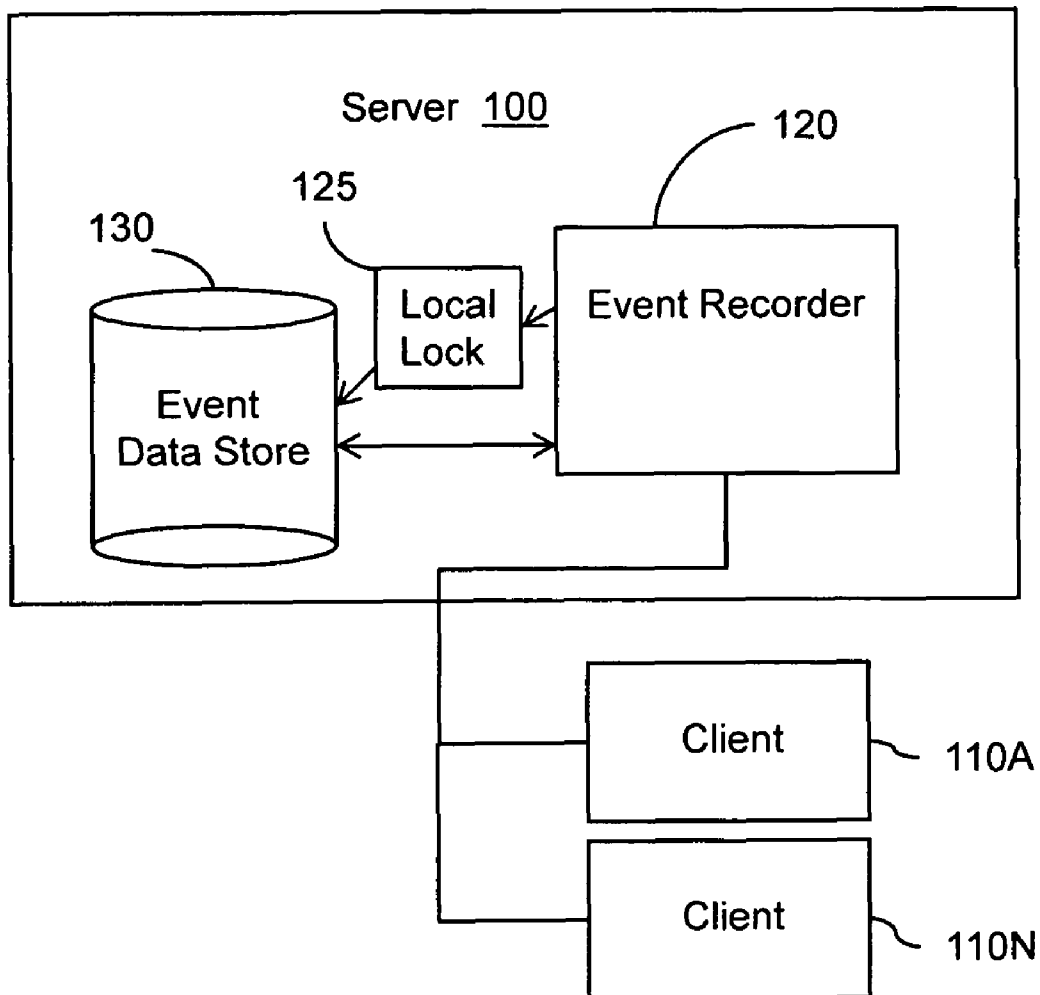 Server 100
120
125
130
Local
Lock
Event Recorder
Event
Data Store
Client
110A
Client
110N